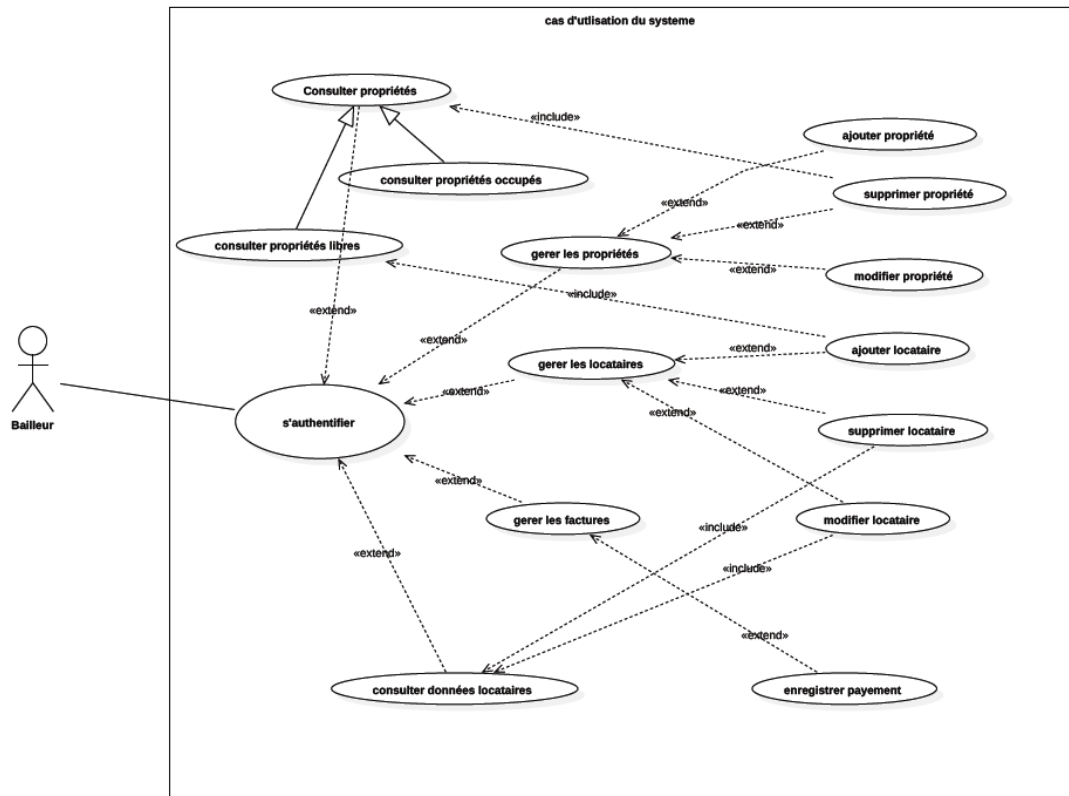 cas d'utlisation du systeme
Consulter propriétés
«include»
ajouter propriété
consulter propriétés occupés
supprimer propriété
«extend»
«extend»
consulter propriétés libres
gerer les propriétés
«extend»
modifier propriété
«include»
«extend»
«extend»
«extend»
ajouter locataire
gerer les locataires
«extend»
«extend»
«extend»
Bailleur
s'authentifier
supprimer locataire
«extend»
gerer les factures
«include»
modifier locataire
«extend»
«include»
«extend»
consulter données locataires
enregistrer payement